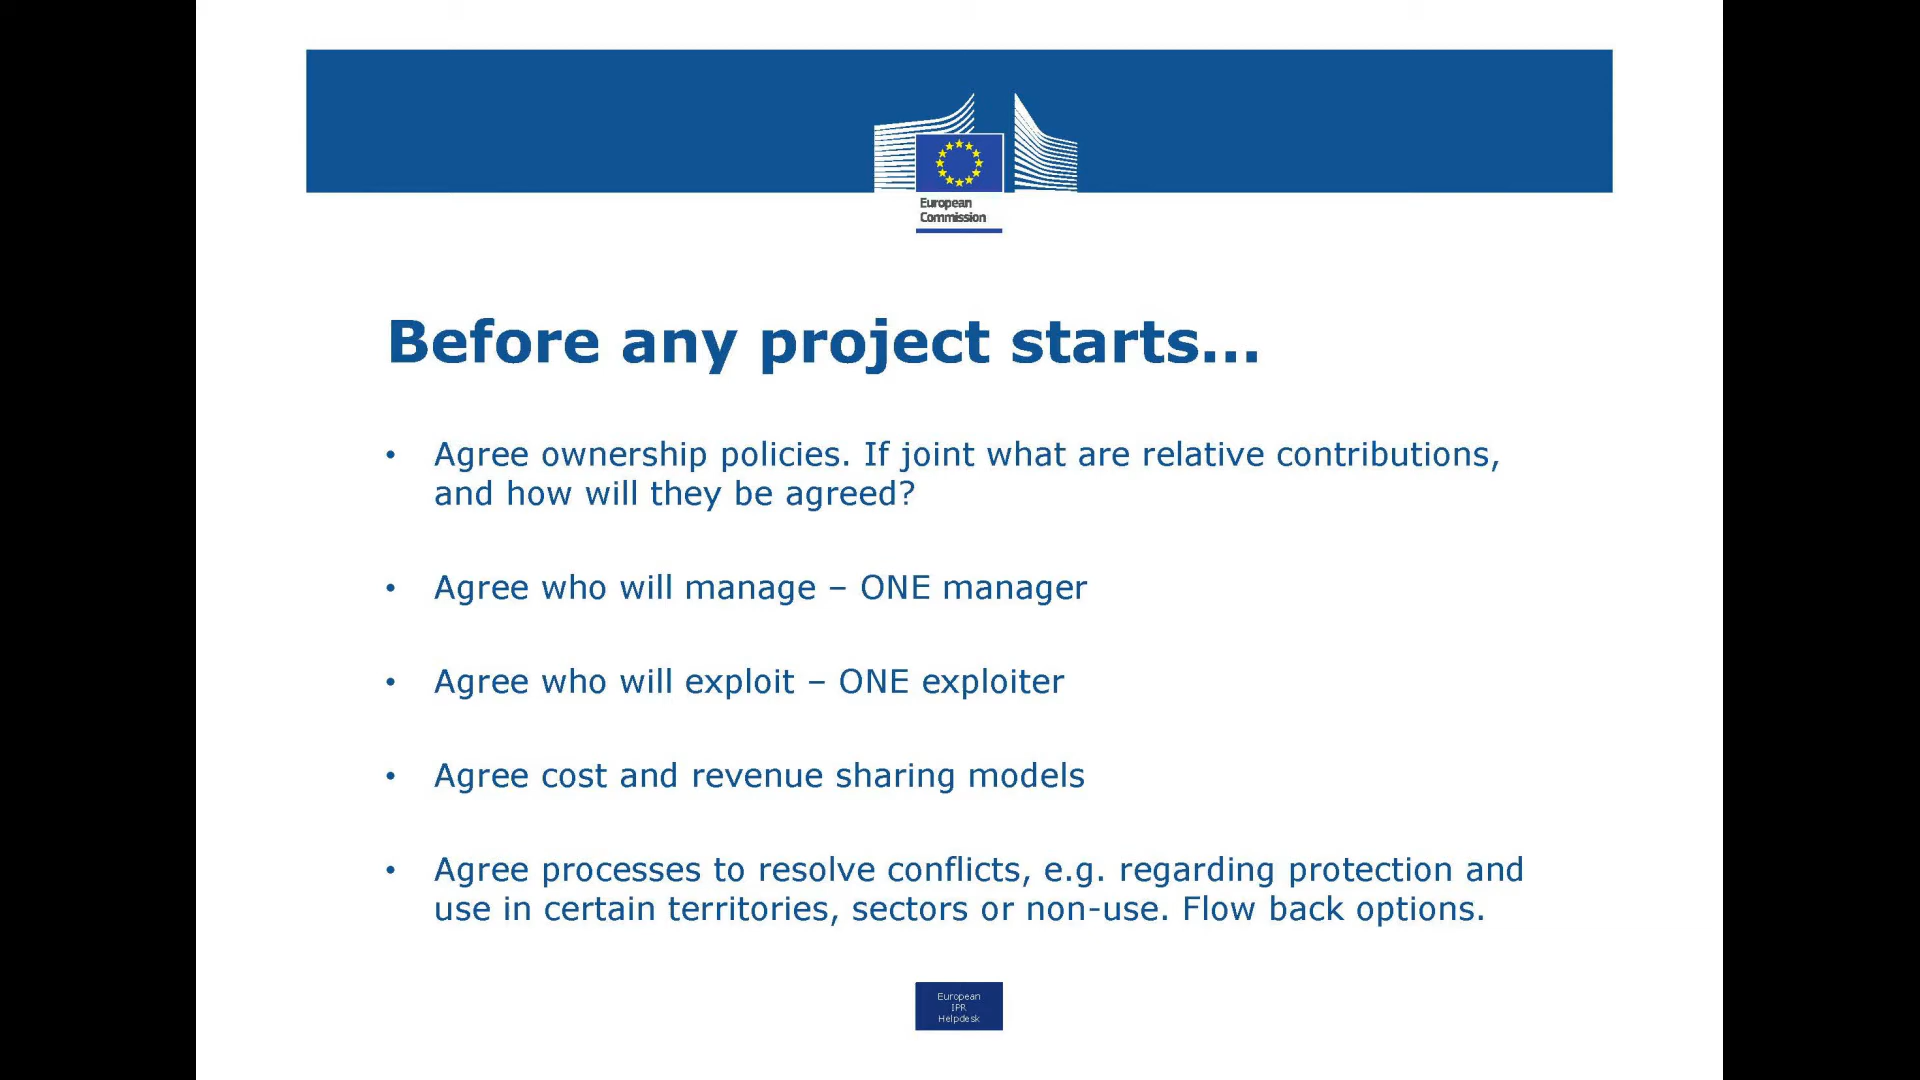 European
Commission
Before any project starts...
• Agree ownership policies. If joint what are relative contributions,
and how will they be agreed?
• Agree who will manage – ONE manager
• Agree who will exploit – ONE exploiter
• Agree cost and revenue sharing models
• Agree processes to resolve conflicts, e.g. regarding protection and
use in certain territories, sectors or non-use. Flow back options.
European
IPR
Helpdesk